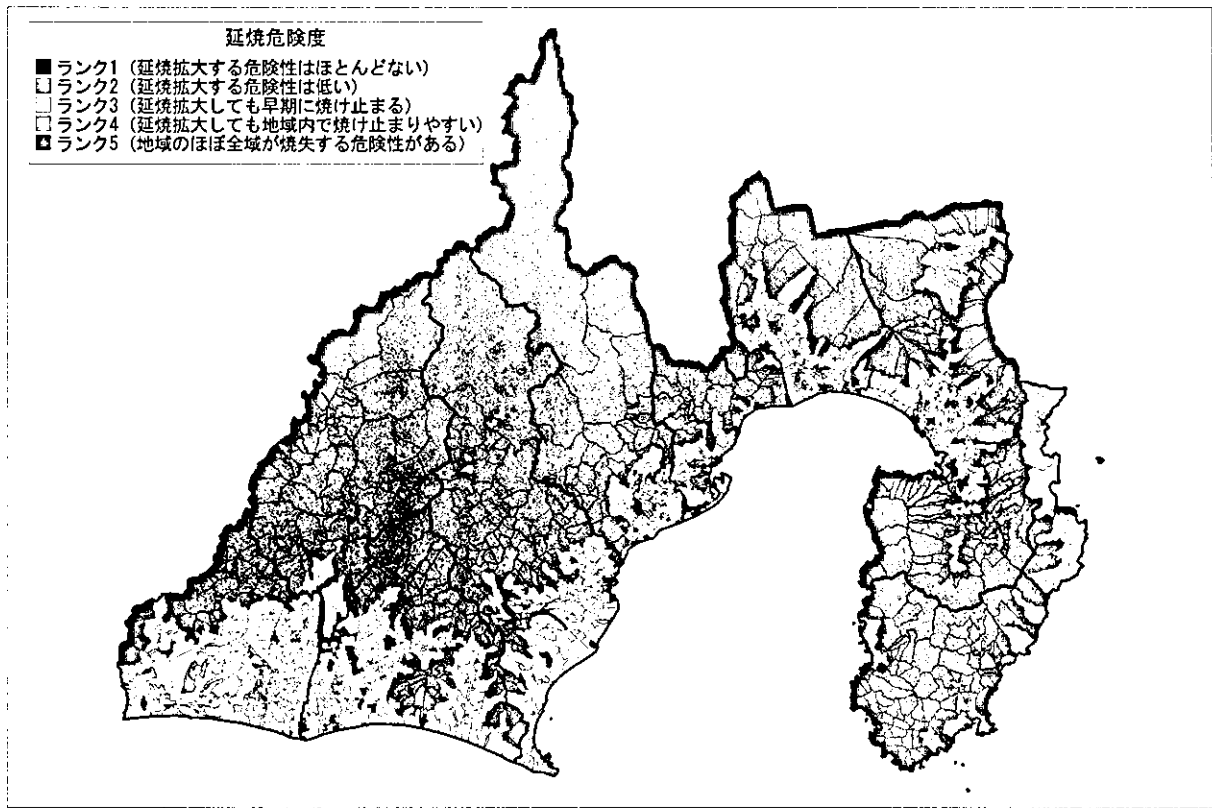 延焼危険度
ランク1（延焼拡大する危険性はほとんどない）
ランク2（延焼拡大する危険性は低い）
ランク3（延焼拡大しても早期に焼け止まる）
ランク4（延焼拡大しても地域内で焼け止まりやすい）
ランク5（地域のほぼ全域が焼失する危険性がある）